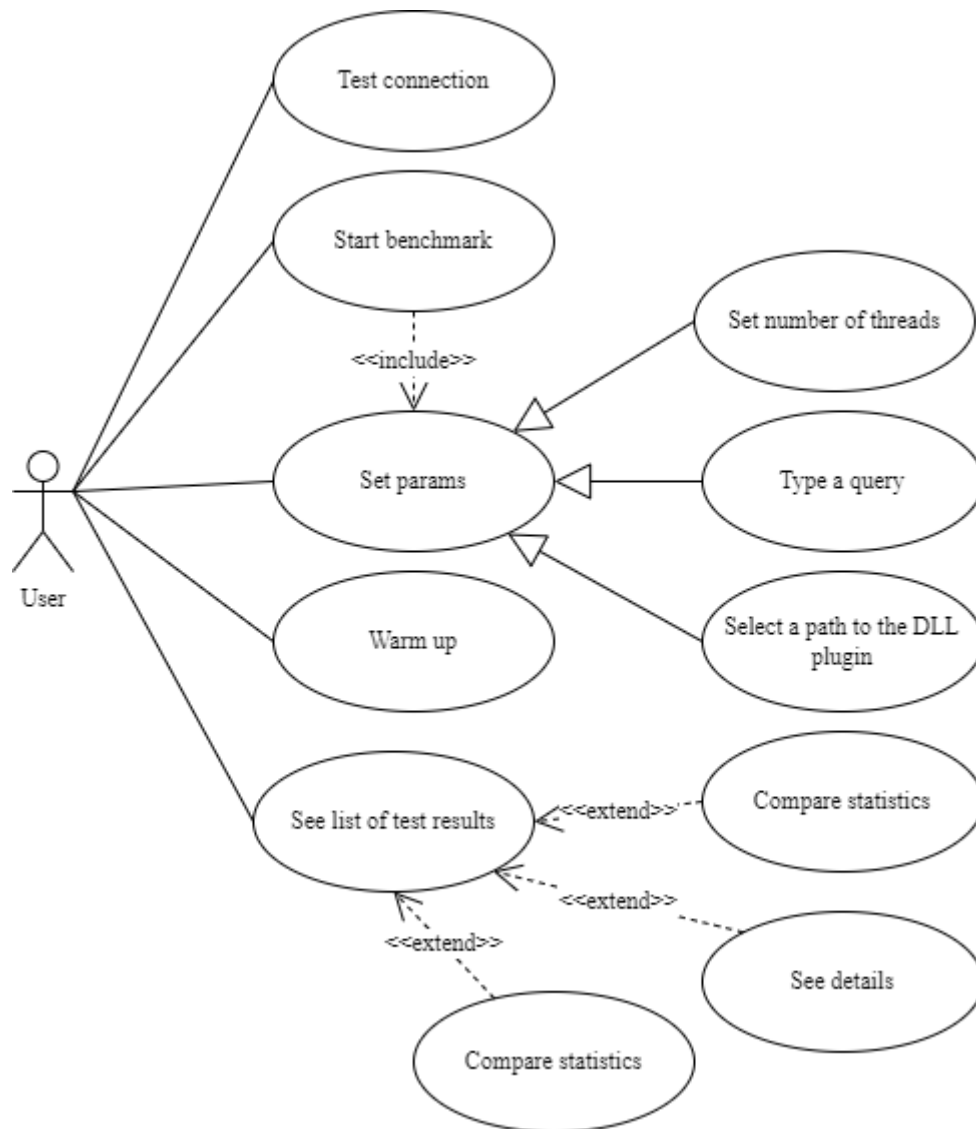 Test connection
Start benchmark
<<include>>
Set number of threads
Set params
Type a query
User
Warm up
Select a path to the DLL
plugin
See list of test results
<<extend>>
Compare statistics
<<extend>>
See details
<<extend>>
Compare statistics